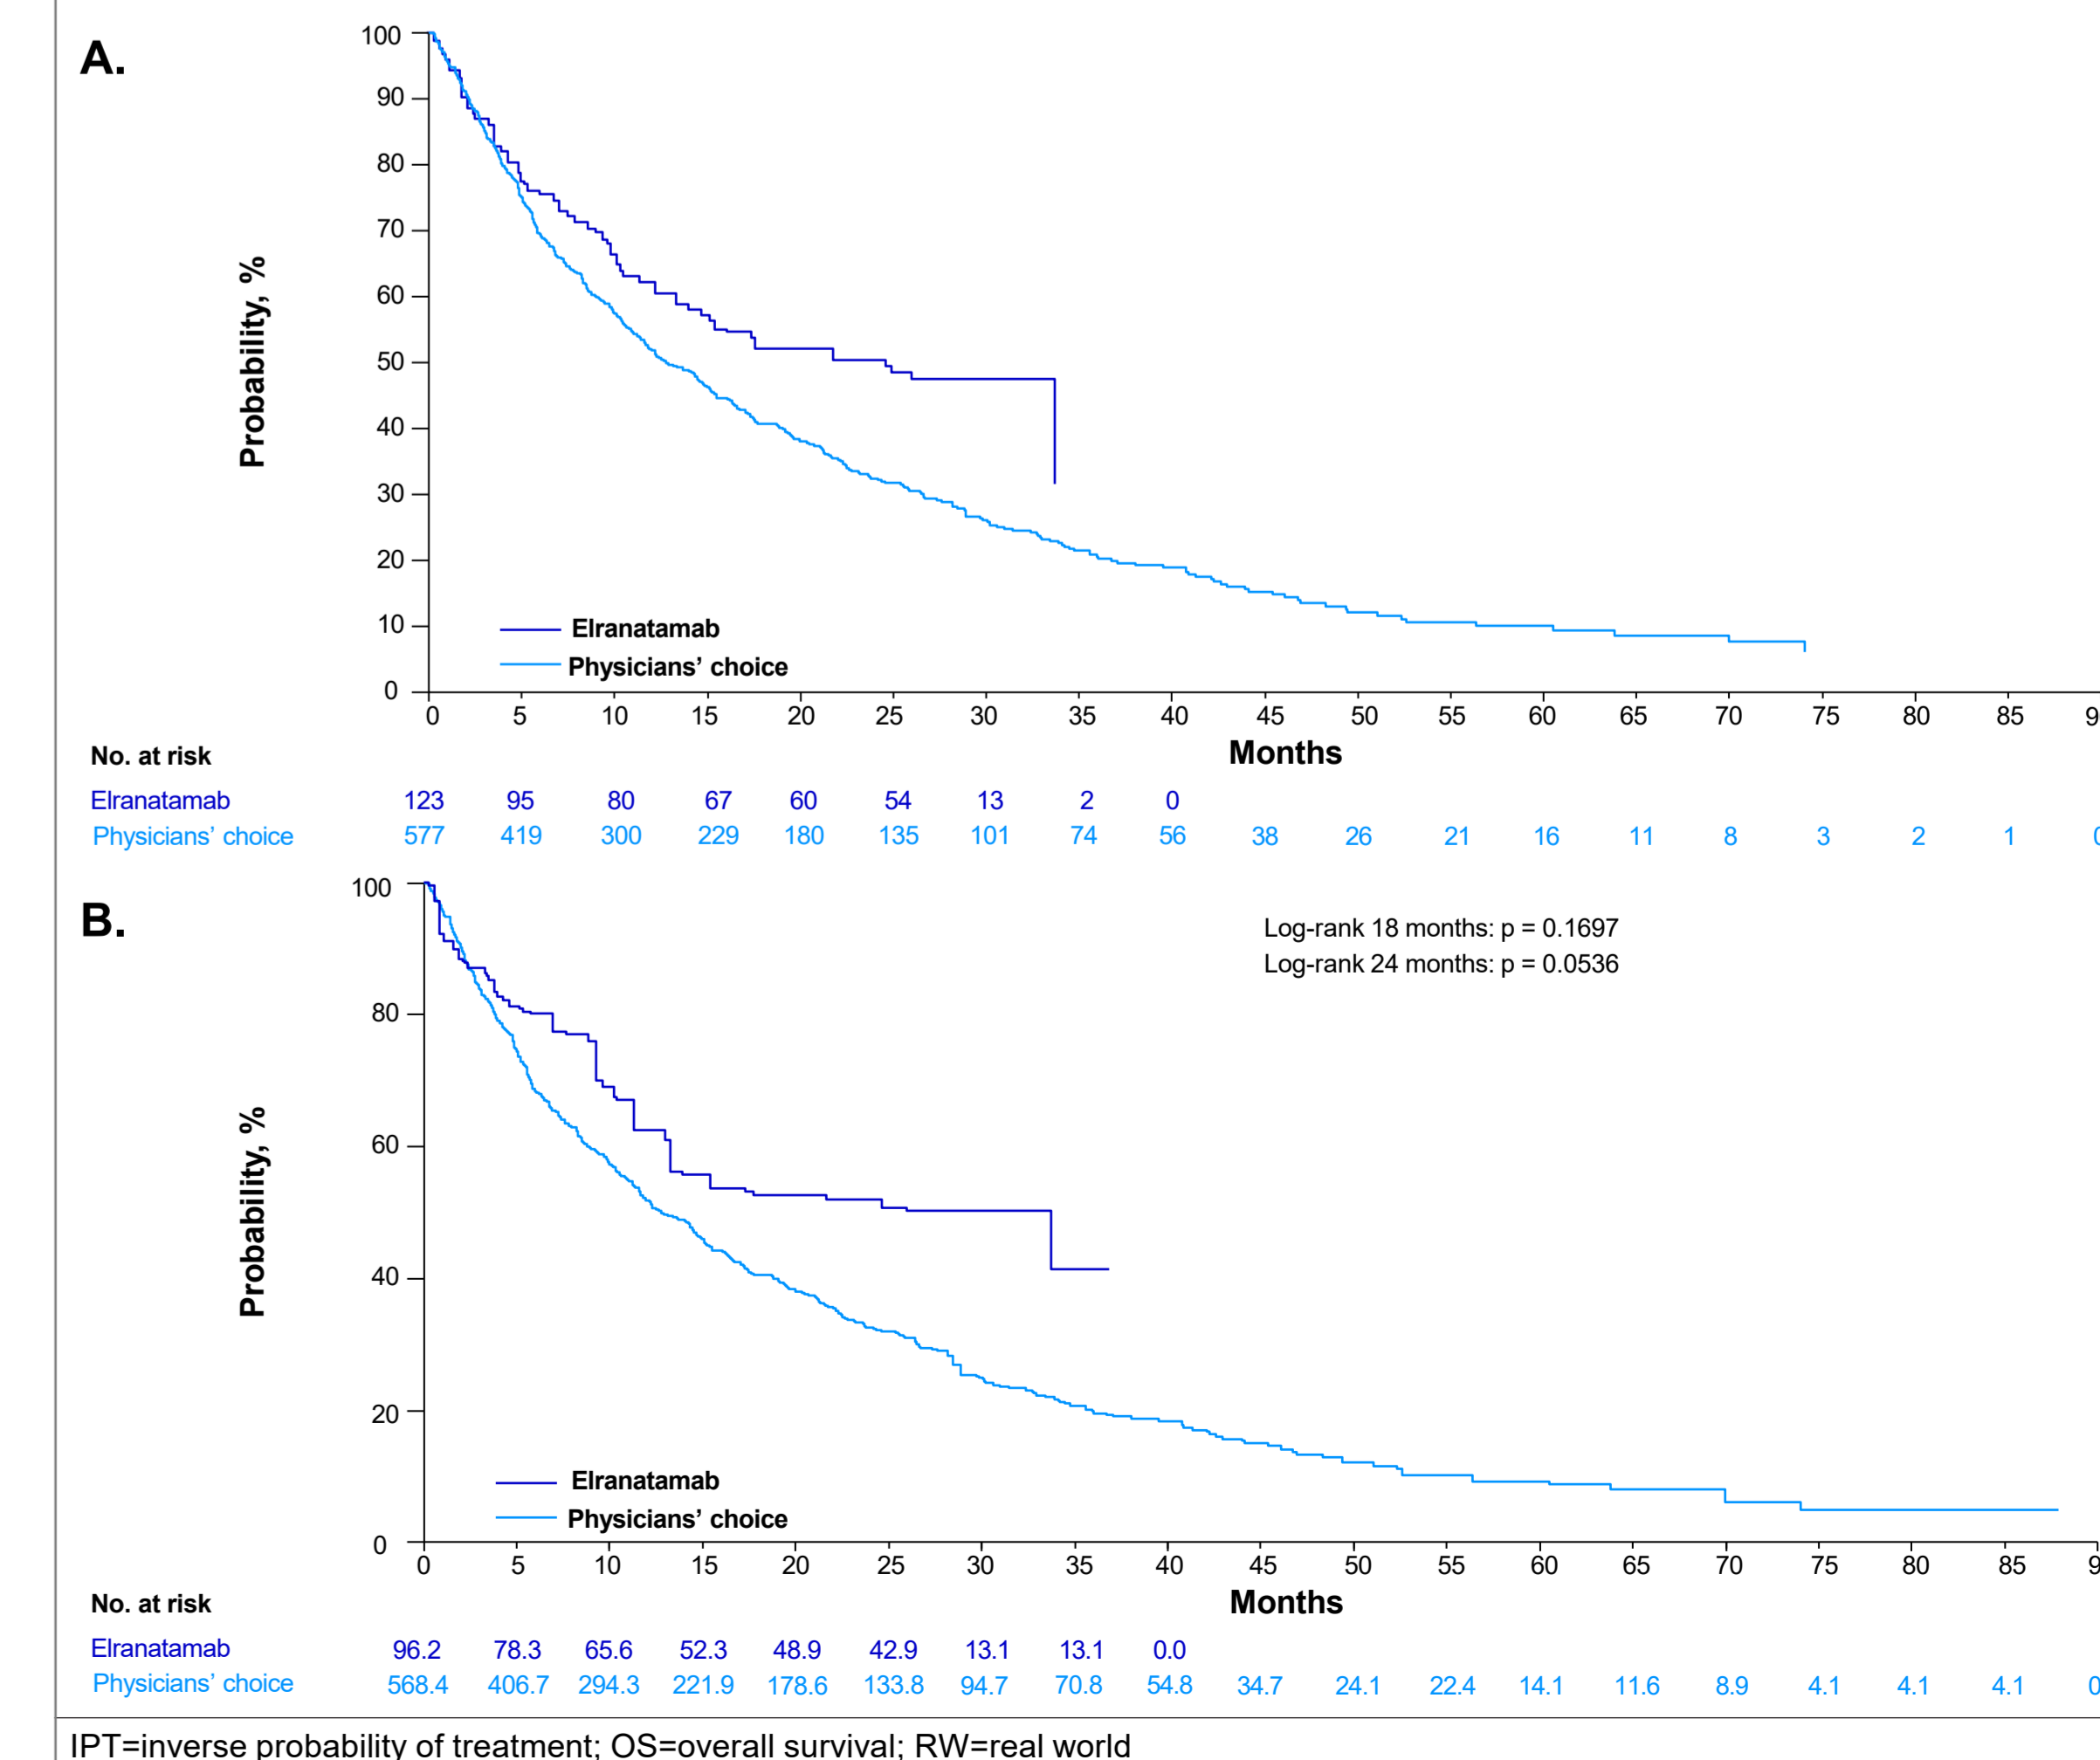 A.
100
90
80
70
60
50
40
30
20
10
0
Probability, %
Elranatamab
Physicians’ choice
0 5 10 15 20 25 30 35 40 45 50 55 60 65 70 75 80 85 9
Months
No. at risk
Elranatamab 123 95 80 67 60 54 13 2 0
Physicians’ choice 577 419 300 229 180 135 101 74 56 38 26 21 16 11 8 3 2 1 0
B.
100
80
60
40
20
0
Probability, %
Log-rank 18 months: p = 0.1697
Log-rank 24 months: p = 0.0536
Elranatamab
Physicians’ choice
0 5 10 15 20 25 30 35 40 45 50 55 60 65 70 75 80 85 9
Months
No. at risk
Elranatamab 96.2 78.3 65.6 52.3 48.9 42.9 13.1 13.1 0.0
Physicians’ choice 568.4 406.7 294.3 221.9 178.6 133.8 94.7 70.8 54.8 34.7 24.1 22.4 14.1 11.6 8.9 4.1 4.1 4.1 0
IPT=inverse probability of treatment; OS=overall survival; RW=real world